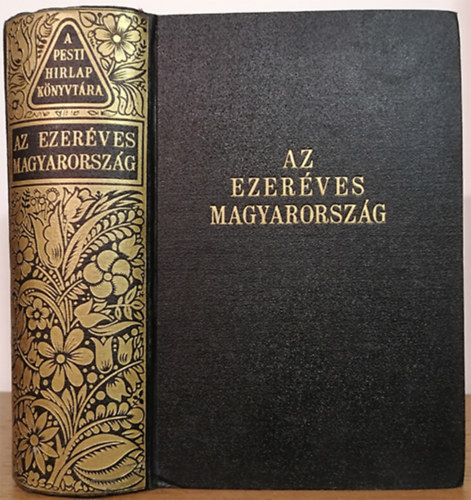 A
PESTI
HIRLAP
KÖNYVTÁRA
AZ EZERÉVES
MAGYARORSZÁG
AZ
EZERÉVES
MAGYARORSZÁG